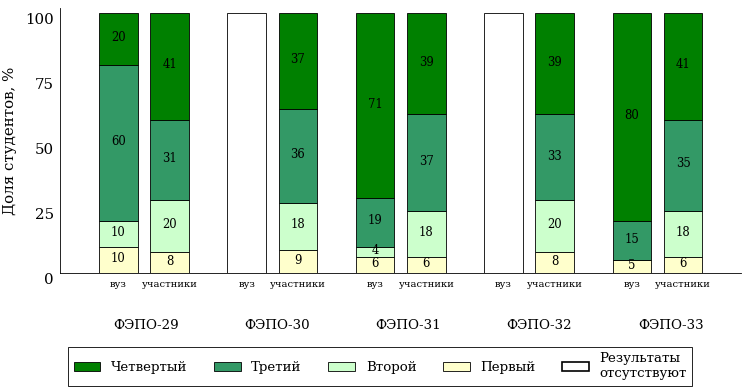 Доля студентов, %
100
75
50
25
0
20 41 37 71 39 39 80 41
60 31 36 19 37 33 15 35
10 20 18 4 18 20 18
10 8 9 6 6 8 5 6
вуз участники вуз участники вуз участники вуз участники вуз участники
ФЭПО-29 ФЭПО-30 ФЭПО-31 ФЭПО-32 ФЭПО-33
Четвертый Третий Второй Первый Результаты
отсутствуют